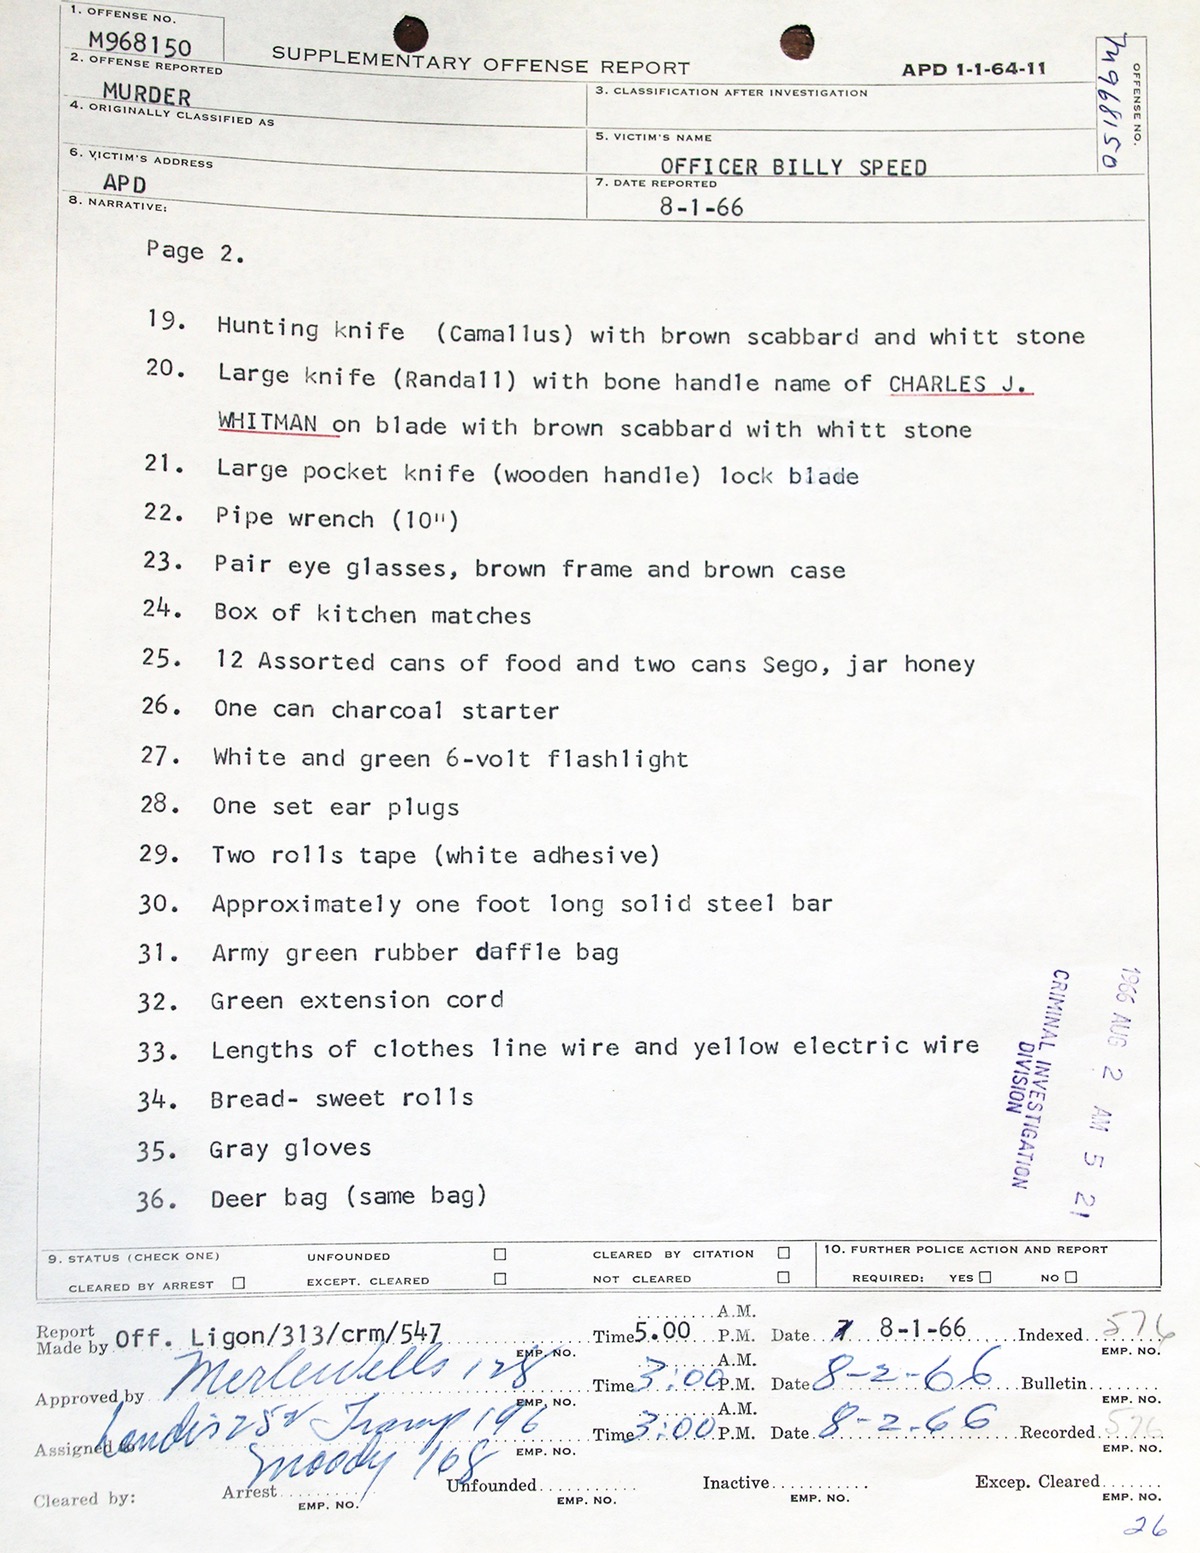 1. OFFENSE NO.
M968150
SUPPLEMENTARY OFFENSE REPORT
APD 1-1-64-11
OFFENSE NO.
M968150
2. OFFENSE REPORTED
MURDER
3. CLASSIFICATION AFTER INVESTIGATION
4. ORIGINALLY CLASSIFIED AS
5. VICTIM'S NAME
OFFICER BILLY SPEED
6. VICTIM'S ADDRESS
APD
7. DATE REPORTED
8-1-66
8. NARRATIVE:
Page 2.
19. Hunting knife (Camallus) with brown scabbard and whitt stone
20. Large knife (Randall) with bone handle name of CHARLES J.
WHITMAN on blade with brown scabbard with whitt stone
21. Large pocket knife (wooden handle) lock blade
22. Pipe wrench (10")
23. Pair eye glasses, brown frame and brown case
24. Box of kitchen matches
25. 12 Assorted cans of food and two cans Sego, jar honey
26. One can charcoal starter
27. White and green 6-volt flashlight
28. One set ear plugs
29. Two rolls tape (white adhesive)
30. Approximately one foot long solid steel bar
31. Army green rubber daffle bag
32. Green extension cord
33. Lengths of clothes line wire and yellow electric wire
34. Bread- sweet rolls
35. Gray gloves
36. Deer bag (same bag)
1966 AUG 2 AM 5 21
CRIMINAL INVESTIGATION
DIVISION
9. STATUS (CHECK ONE) UNFOUNDED CLEARED BY CITATION 10. FURTHER POLICE ACTION AND REPORT
CLEARED BY ARREST EXCEPT. CLEARED NOT CLEARED REQUIRED: YES NO
Report Made by Off. Ligon/313/crm/547 EMP. NO. Time 5.00 A.M. P.M. Date 8-1-66 Indexed 576 EMP. NO.
Approved by Merle Wells 128 EMP. NO. Time 3:00 A.M. P.M. Date 8-2-66 Bulletin EMP. NO.
Assigned to Landis 252 Tramp 196 EMP. NO. Time 3:00 A.M. P.M. Date 8-2-66 Recorded 576 EMP. NO.
Moody 168
Cleared by: Arrest EMP. NO. Unfounded EMP. NO. Inactive EMP. NO. Excep. Cleared EMP. NO.
26